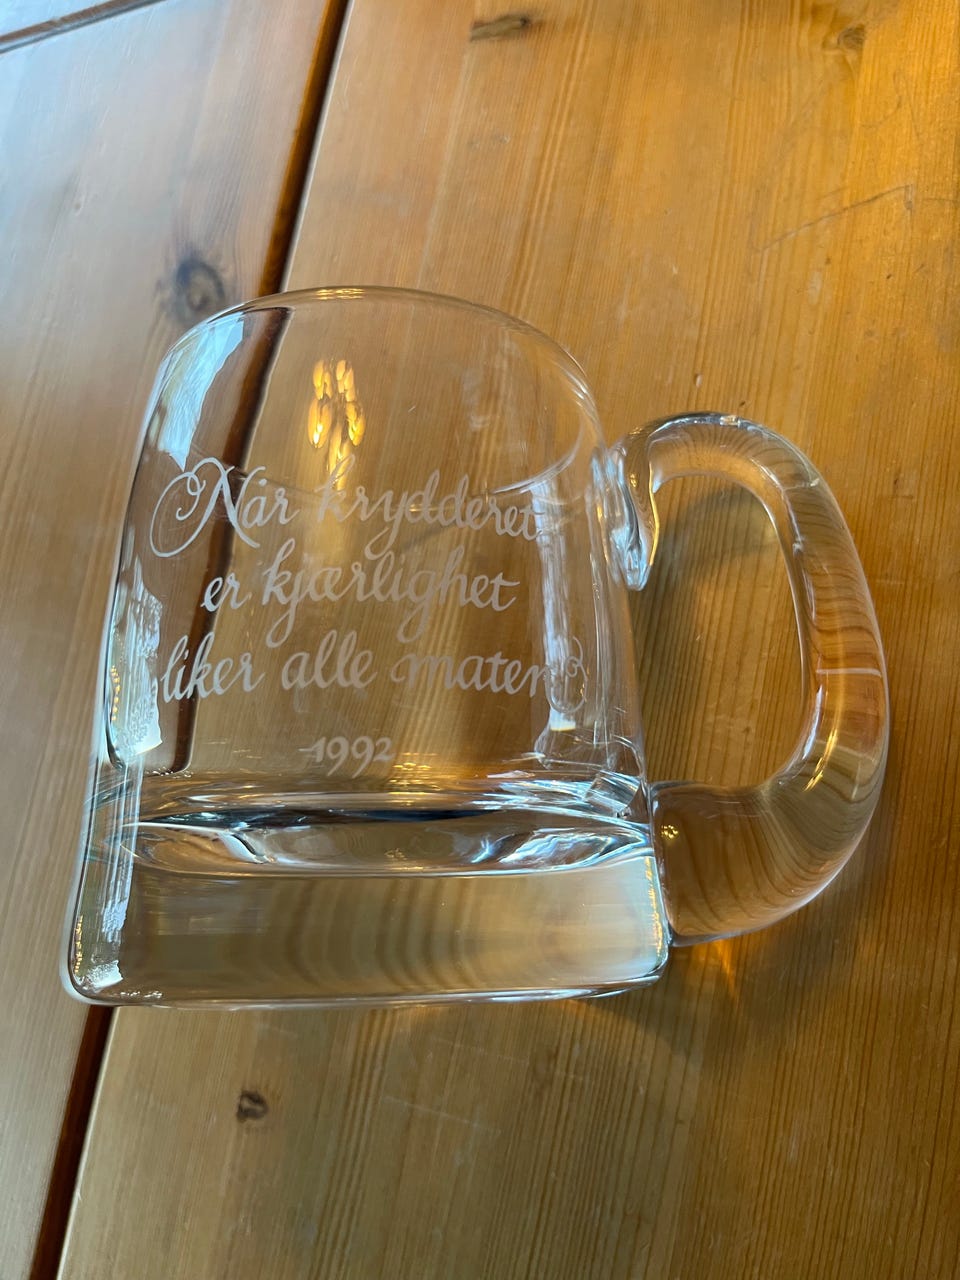 Når krydderet
er kjærlighet
liker alle maten
1992